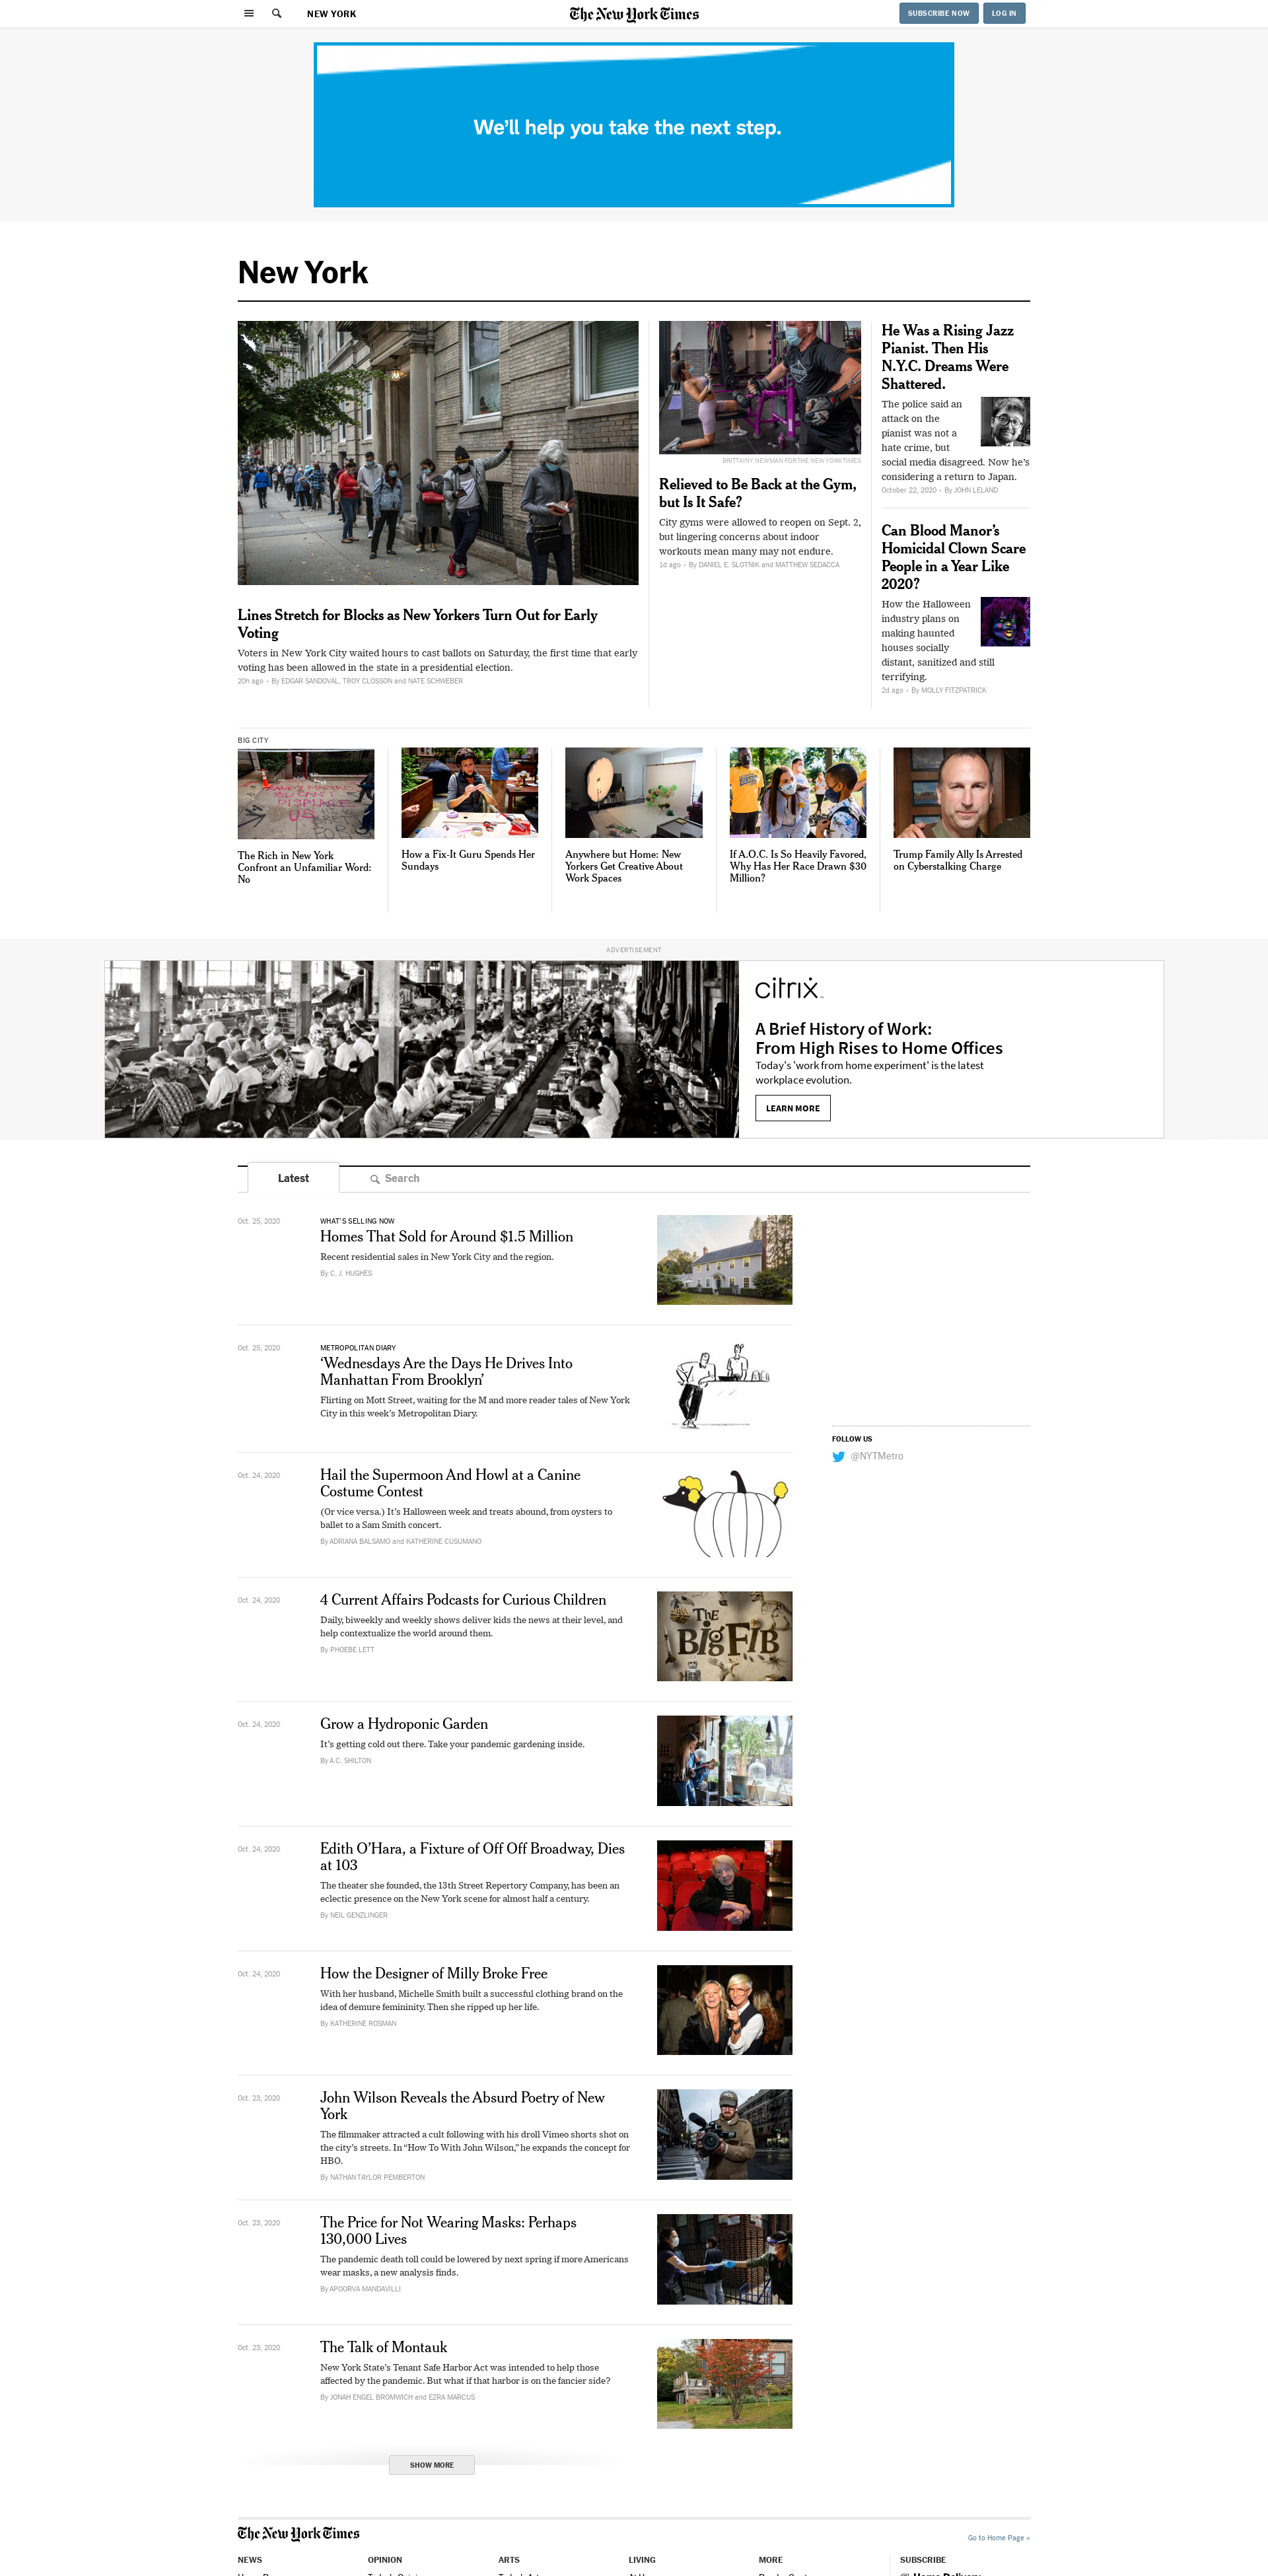 NEW YORK
The New York Times
SUBSCRIBE NOW
LOG IN
We'll help you take the next step.
New York
BRITTAINY NEWMAN FOR THE NEW YORK TIMES
Lines Stretch for Blocks as New Yorkers Turn Out for Early
Voting
Voters in New York City waited hours to cast ballots on Saturday, the first time that early
voting has been allowed in the state in a presidential election.
20h ago · By EDGAR SANDOVAL, TROY CLOSSON and NATE SCHWEBER
Relieved to Be Back at the Gym,
but Is It Safe?
City gyms were allowed to reopen on Sept. 2,
but lingering concerns about indoor
workouts mean many may not endure.
1d ago · By DANIEL E. SLOTNIK and MATTHEW SEDACCA
He Was a Rising Jazz
Pianist. Then His
N.Y.C. Dreams Were
Shattered.
The police said an
attack on the
pianist was not a
hate crime, but
social media disagreed. Now he's
considering a return to Japan.
October 22, 2020 · By JOHN LELAND
Can Blood Manor's
Homicidal Clown Scare
People in a Year Like
2020?
How the Halloween
industry plans on
making haunted
houses socially
distant, sanitized and still
terrifying.
2d ago · By MOLLY FITZPATRICK
BIG CITY
DISPLACE
US
The Rich in New York
Confront an Unfamiliar Word:
No
How a Fix-It Guru Spends Her
Sundays
Anywhere but Home: New
Yorkers Get Creative About
Work Spaces
If A.O.C. Is So Heavily Favored,
Why Has Her Race Drawn $30
Million?
Trump Family Ally Is Arrested
on Cyberstalking Charge
ADVERTISEMENT
citrix
A Brief History of Work:
From High Rises to Home Offices
Today's 'work from home experiment' is the latest
workplace evolution.
LEARN MORE
Latest
Search
Oct. 25, 2020
WHAT'S SELLING NOW
Homes That Sold for Around $1.5 Million
Recent residential sales in New York City and the region.
By C. J. HUGHES
Oct. 25, 2020
METROPOLITAN DIARY
'Wednesdays Are the Days He Drives Into
Manhattan From Brooklyn'
Flirting on Mott Street, waiting for the M and more reader tales of New York
City in this week's Metropolitan Diary.
FOLLOW US
@NYTMetro
Oct. 24, 2020
Hail the Supermoon And Howl at a Canine
Costume Contest
(Or vice versa.) It's Halloween week and treats abound, from oysters to
ballet to a Sam Smith concert.
By ADRIANA BALSAMO and KATHERINE CUSUMANO
Oct. 24, 2020
4 Current Affairs Podcasts for Curious Children
Daily, biweekly and weekly shows deliver kids the news at their level, and
help contextualize the world around them.
By PHOEBE LETT
THE
BIG FIB
Oct. 24, 2020
Grow a Hydroponic Garden
It's getting cold out there. Take your pandemic gardening inside.
By A.C. SHILTON
Oct. 24, 2020
Edith O'Hara, a Fixture of Off Off Broadway, Dies
at 103
The theater she founded, the 13th Street Repertory Company, has been an
eclectic presence on the New York scene for almost half a century.
By NEIL GENZLINGER
Oct. 24, 2020
How the Designer of Milly Broke Free
With her husband, Michelle Smith built a successful clothing brand on the
idea of demure femininity. Then she ripped up her life.
By KATHERINE ROSMAN
Oct. 23, 2020
John Wilson Reveals the Absurd Poetry of New
York
The filmmaker attracted a cult following with his droll Vimeo shorts shot on
the city's streets. In "How To With John Wilson," he expands the concept for
HBO.
By NATHAN TAYLOR PEMBERTON
Oct. 23, 2020
The Price for Not Wearing Masks: Perhaps
130,000 Lives
The pandemic death toll could be lowered by next spring if more Americans
wear masks, a new analysis finds.
By APOORVA MANDAVILLI
Oct. 23, 2020
The Talk of Montauk
New York State's Tenant Safe Harbor Act was intended to help those
affected by the pandemic. But what if that harbor is on the fancier side?
By JONAH ENGEL BROMWICH and EZRA MARCUS
SHOW MORE
The New York Times
Go to Home Page »
NEWS
OPINION
ARTS
LIVING
MORE
SUBSCRIBE